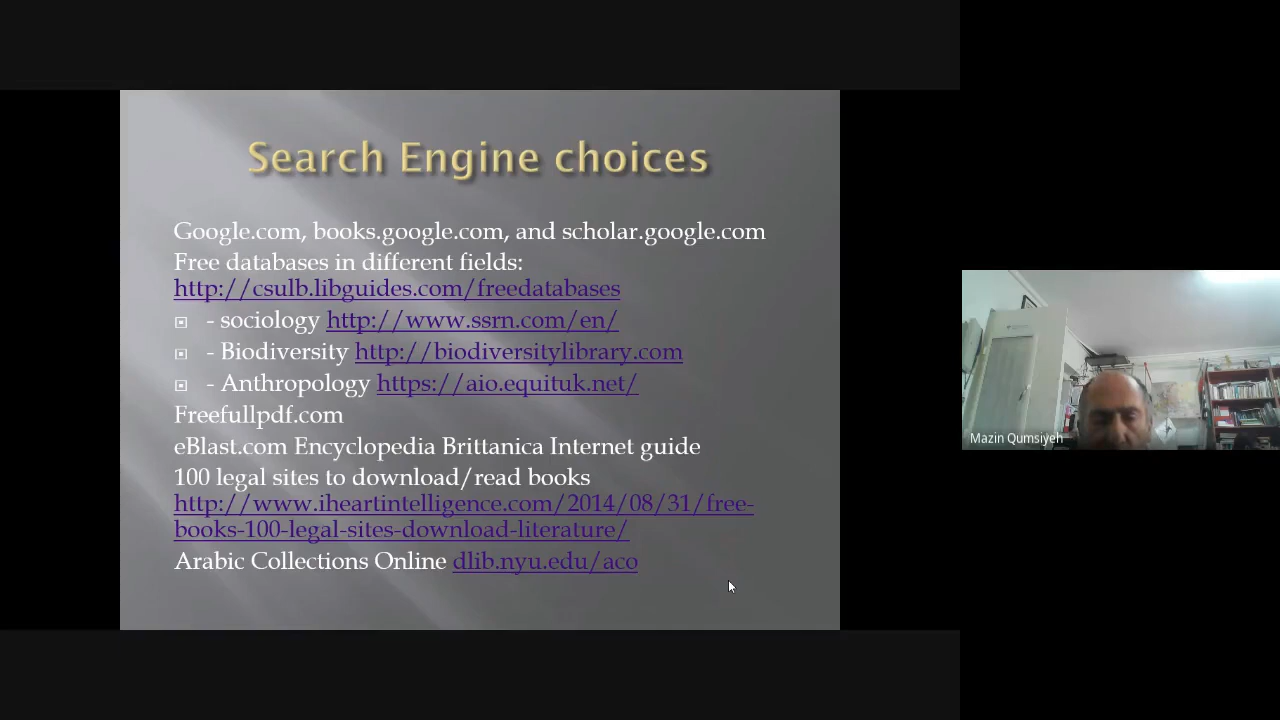 Search Engine choices
Google.com, books.google.com, and scholar.google.com
Free databases in different fields:
http://csulb.libguides.com/freedatabases
- sociology http://www.ssrn.com/en/
- Biodiversity http://biodiversitylibrary.com
- Anthropology https://aio.equituk.net/
Freefullpdf.com
eBlast.com Encyclopedia Brittanica Internet guide
100 legal sites to download/read books
http://www.iheartintelligence.com/2014/08/31/free-
books-100-legal-sites-download-literature/
Arabic Collections Online dlib.nyu.edu/aco
Mazin Qumsiyeh